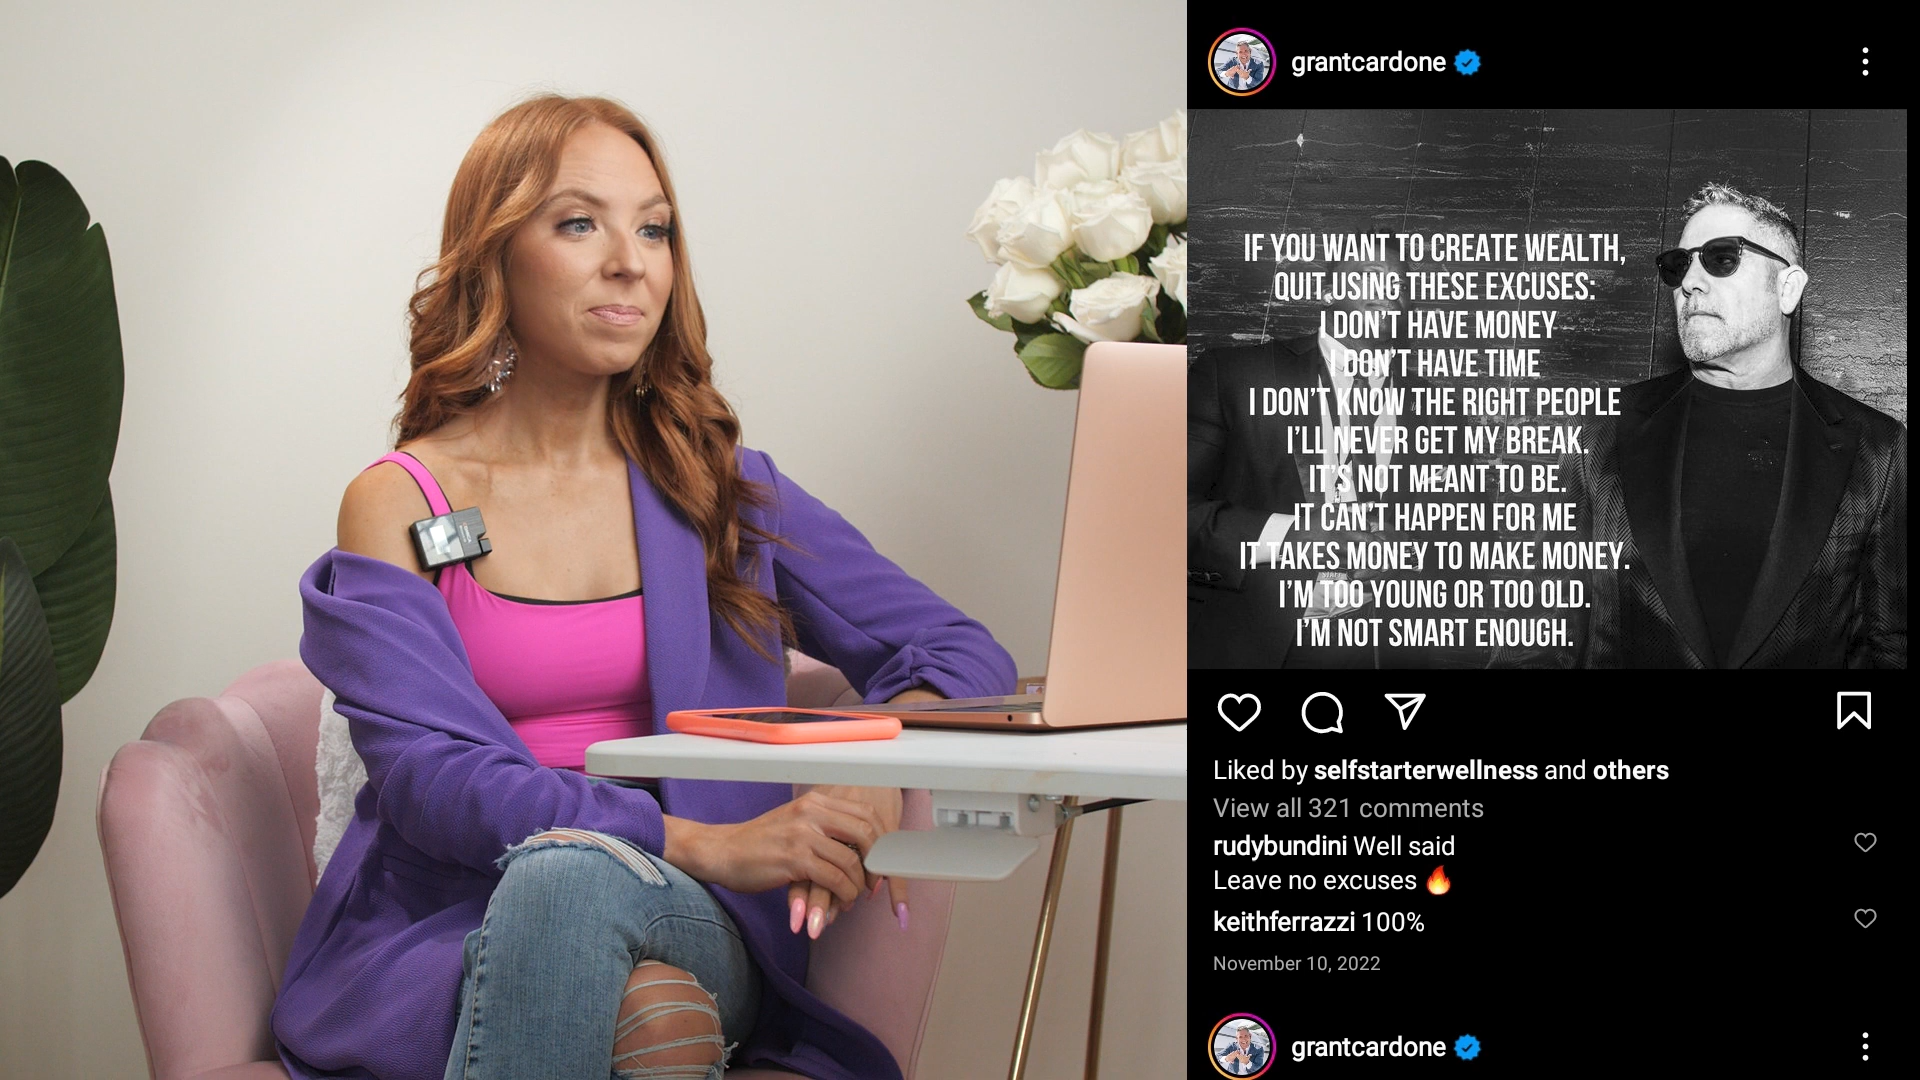 grantcardone
IF YOU WANT TO CREATE WEALTH,
QUIT USING THESE EXCUSES:
I DON'T HAVE MONEY
I DON'T HAVE TIME
I DON'T KNOW THE RIGHT PEOPLE
I'LL NEVER GET MY BREAK.
IT'S NOT MEANT TO BE.
IT CAN'T HAPPEN FOR ME
IT TAKES MONEY TO MAKE MONEY.
I'M TOO YOUNG OR TOO OLD.
I'M NOT SMART ENOUGH.
Liked by selfstarterwellness and others
View all 321 comments
rudybundini Well said
Leave no excuses 🔥
keithferrazzi 100%
November 10, 2022
grantcardone